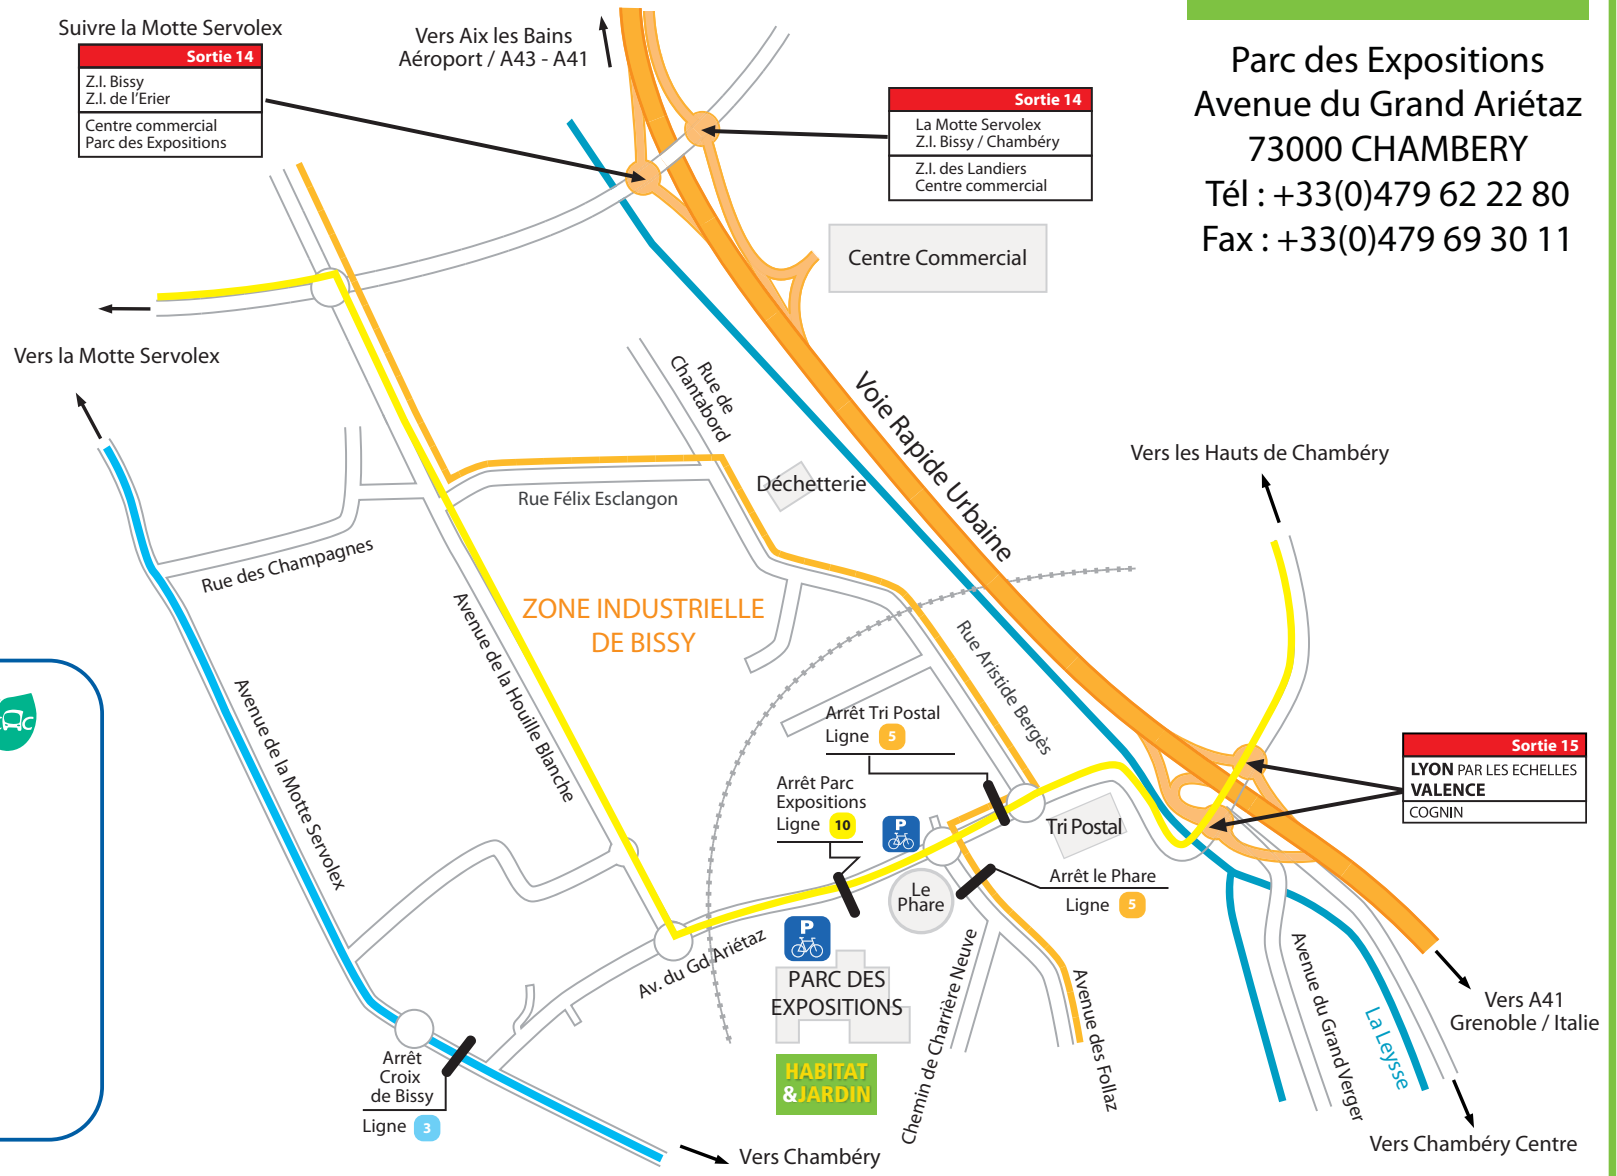 Suivre la Motte Servolex
Sortie 14
Z.I. Bissy
Z.I. de l'Erier
Centre commercial
Parc des Expositions
Vers Aix les Bains
Aéroport / A43 - A41
Sortie 14
La Motte Servolex
Z.I. Bissy / Chambéry
Z.I. des Landiers
Centre commercial
Parc des Expositions
Avenue du Grand Ariétaz
73000 CHAMBERY
Tél : +33(0)479 62 22 80
Fax : +33(0)479 69 30 11
Centre Commercial
Vers la Motte Servolex
Rue de
Chantabord
Voie Rapide Urbaine
Vers les Hauts de Chambéry
Déchetterie
Rue Félix Esclangon
Rue des Champagnes
ZONE INDUSTRIELLE
DE BISSY
Avenue de la Houille Blanche
Avenue de la Motte Servolex
Rue Aristide Bergès
Arrêt Tri Postal
Ligne 5
Arrêt Parc
Expositions
Ligne 10
P
Tri Postal
Sortie 15
LYON PAR LES ECHELLES
VALENCE
COGNIN
Arrêt le Phare
Ligne 5
Le
Phare
P
Av. du Gd Ariétaz
PARC DES
EXPOSITIONS
HABITAT
&JARDIN
Chemin de Charrière Neuve
Avenue des Follaz
Avenue du Grand Verger
La Leysse
Vers A41
Grenoble / Italie
Arrêt
Croix
de Bissy
Ligne 3
Vers Chambéry
Vers Chambéry Centre